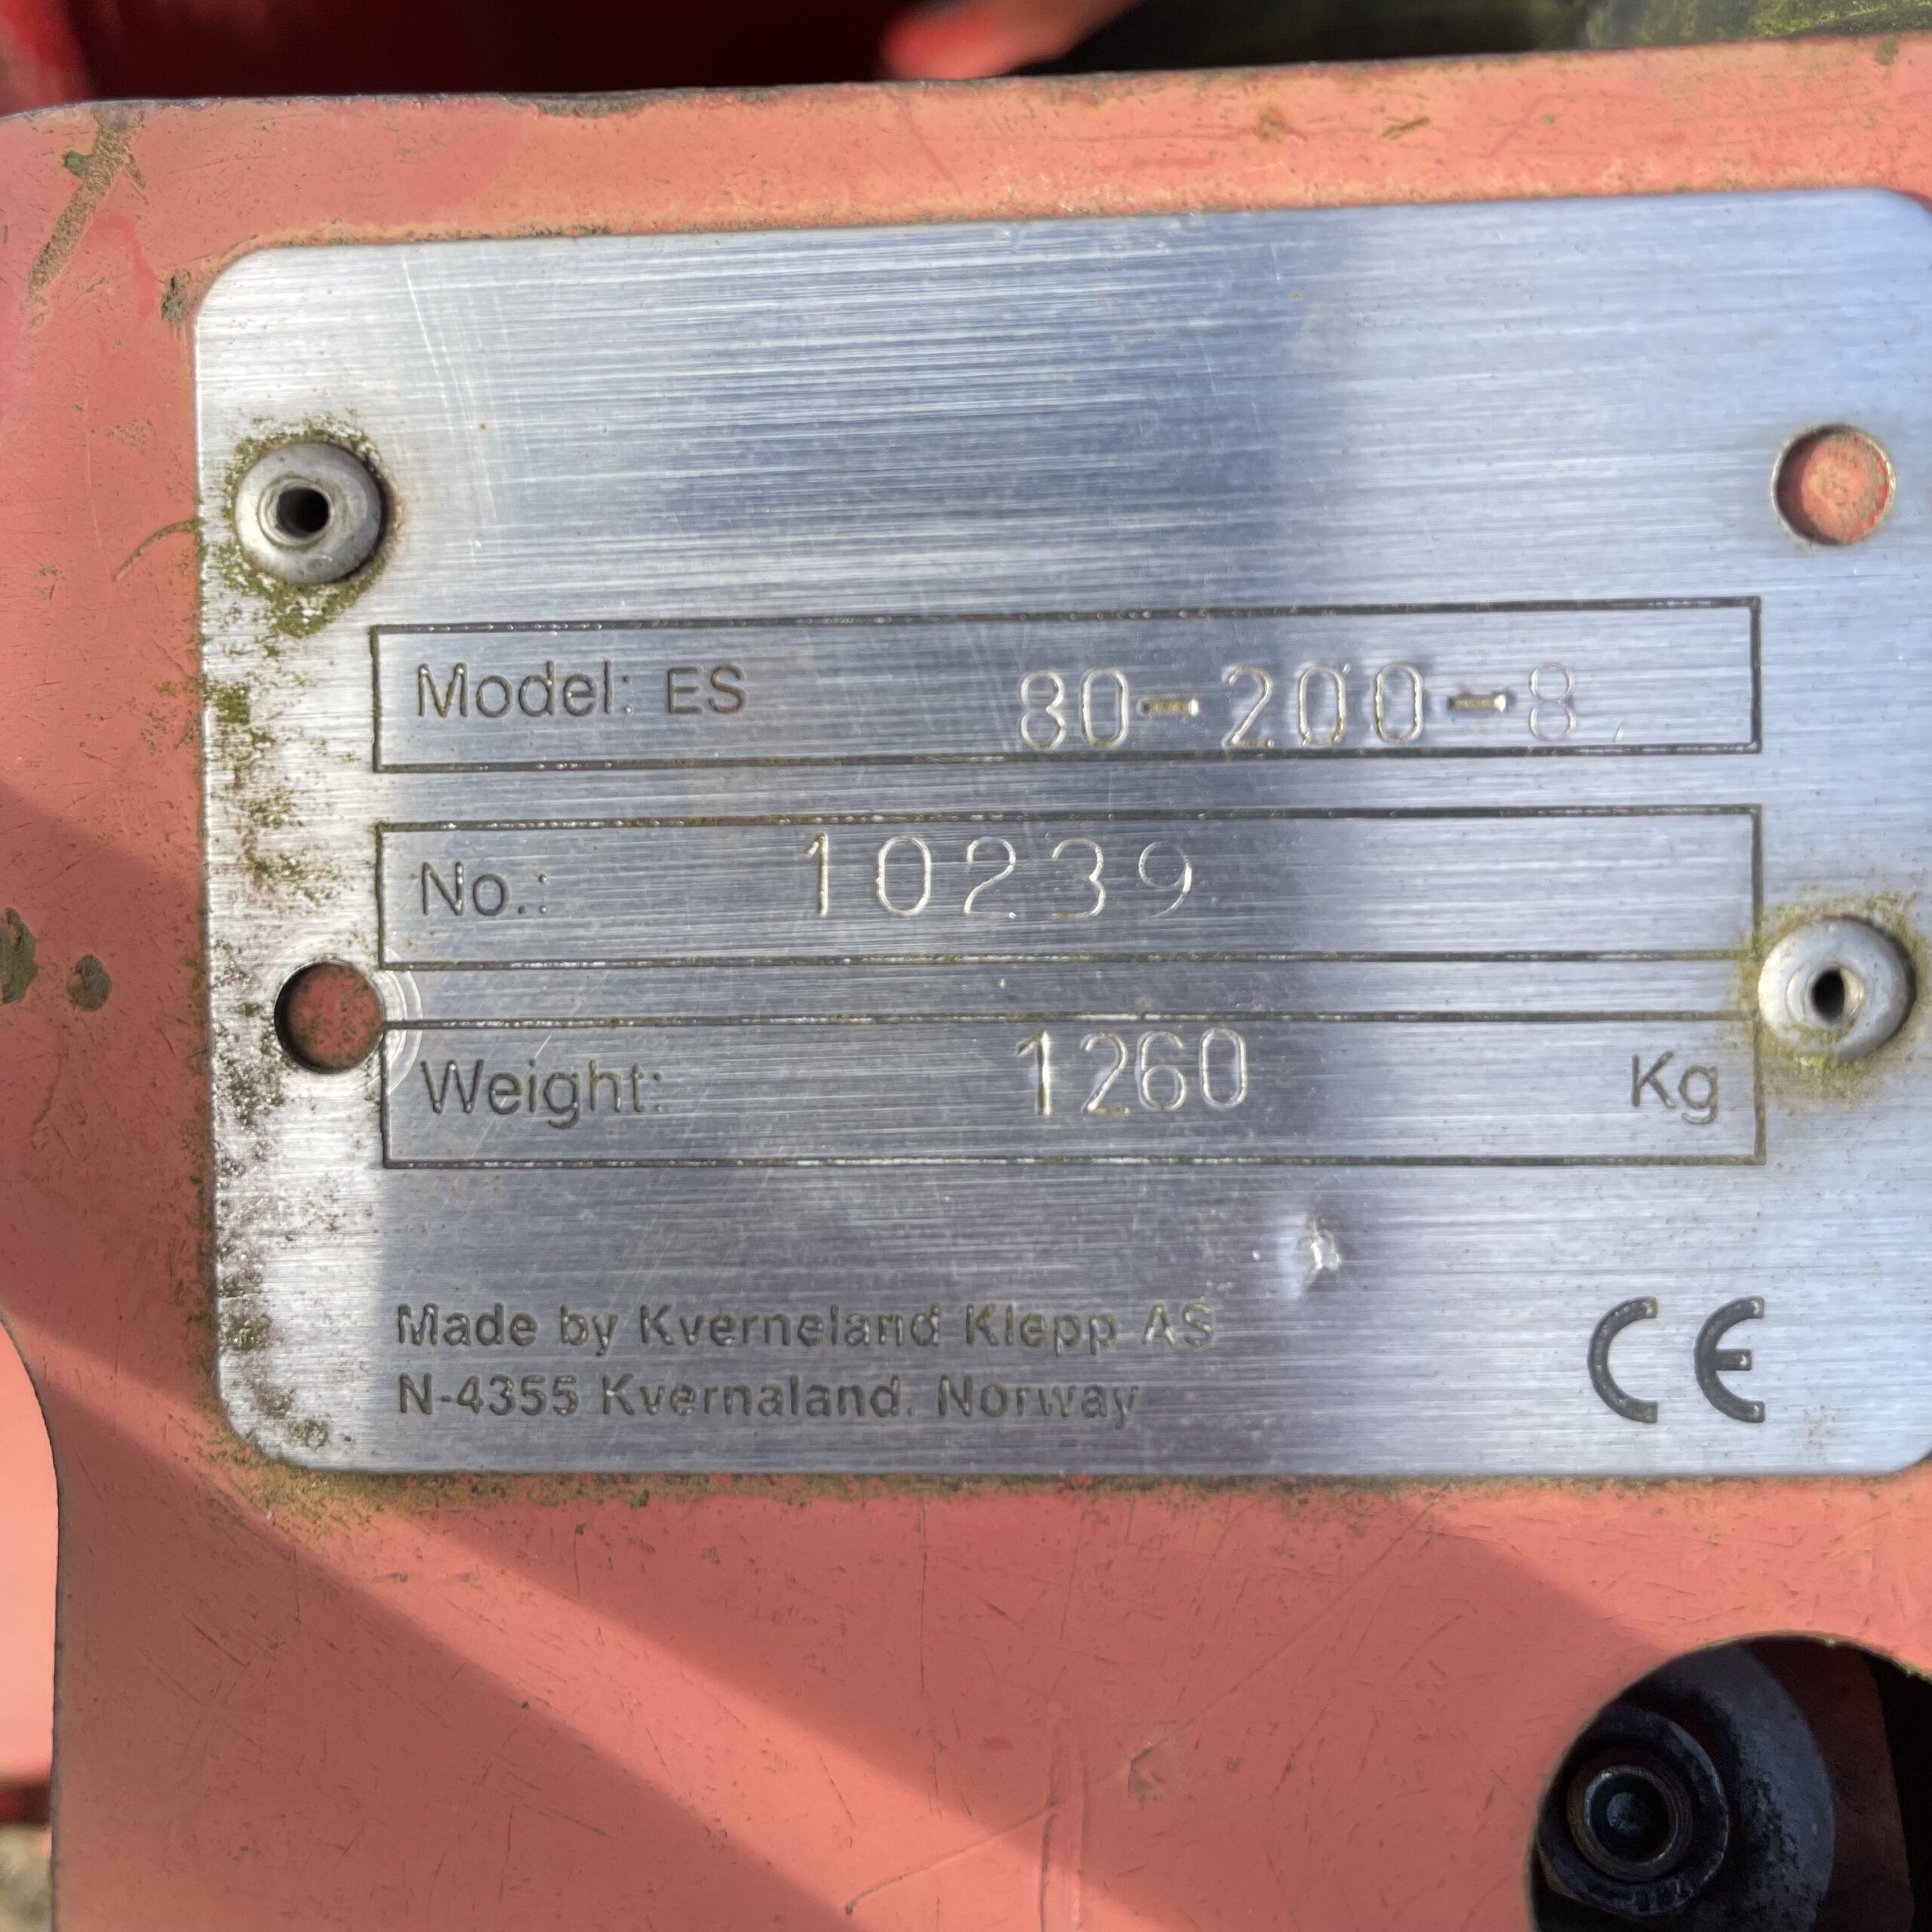 Model: ES 80-200-8
No.: 10239
Weight: 1260 Kg
Made by Kverneland Klepp AS
N-4355 Kvernaland. Norway
CE